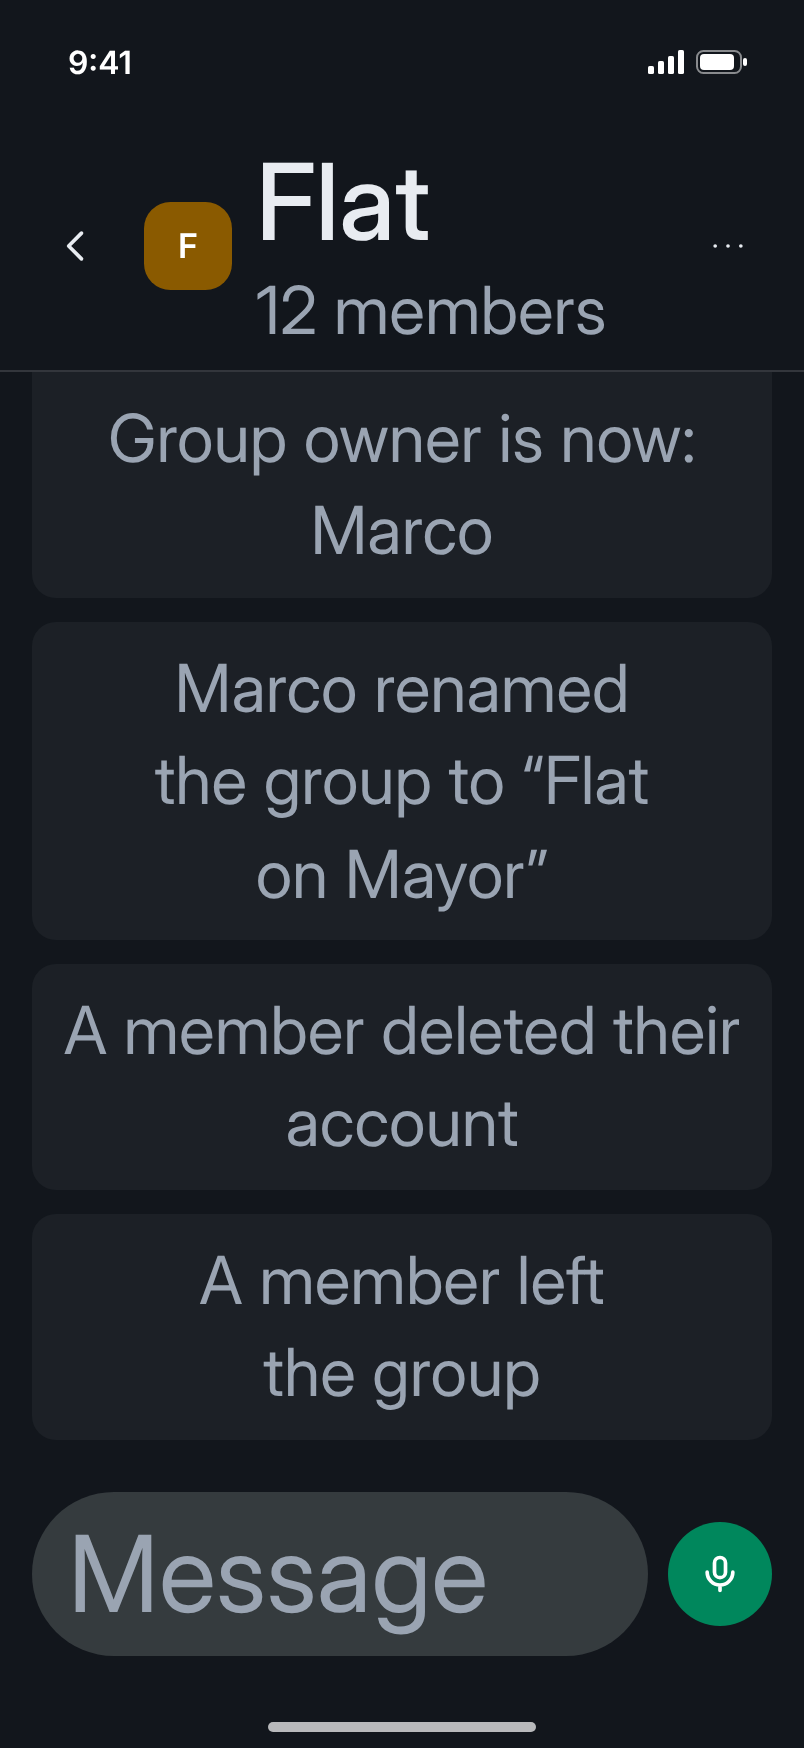 9:41
F
Flat
12 members
Group owner is now:
Marco
Marco renamed
the group to “Flat
on Mayor”
A member deleted their
account
A member left
the group
Message